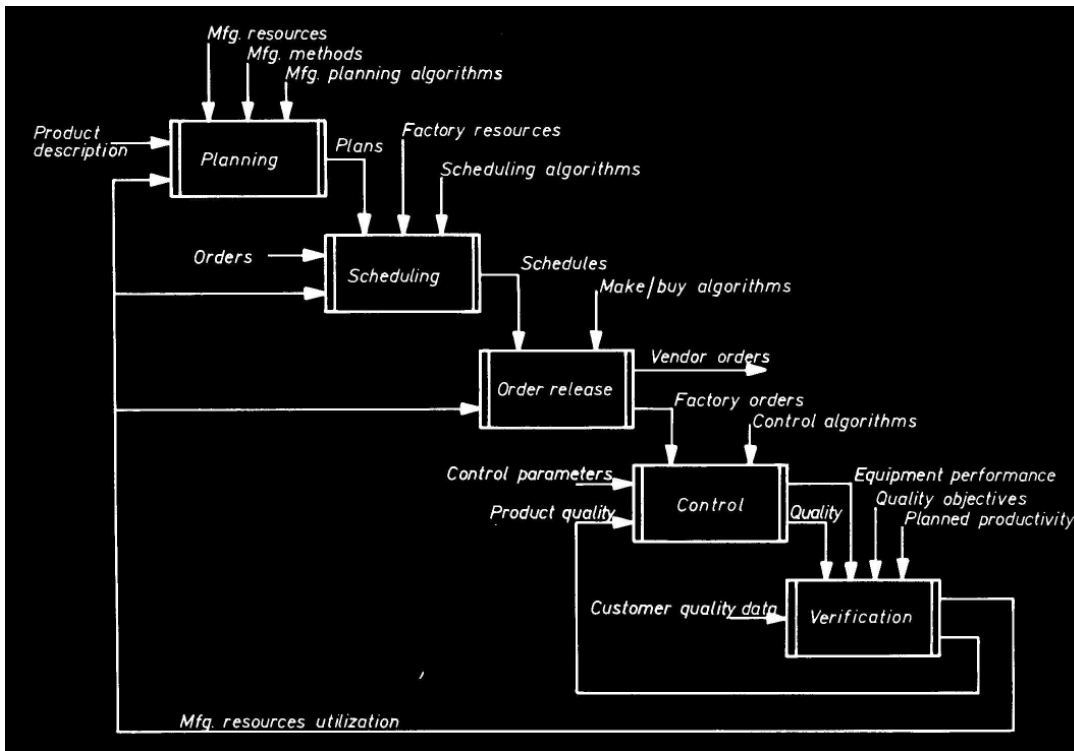 Mfg. resources
Mfg. methods
Mfg. planning algorithms
Product
description
Planning
Plans
Factory resources
Scheduling algorithms
Orders
Scheduling
Schedules
Make/buy algorithms
Order release
Vendor orders
Factory orders
Control algorithms
Control parameters
Product quality
Control
Quality
Equipment performance
Quality objectives
Planned productivity
Customer quality data
Verification
Mfg. resources utilization